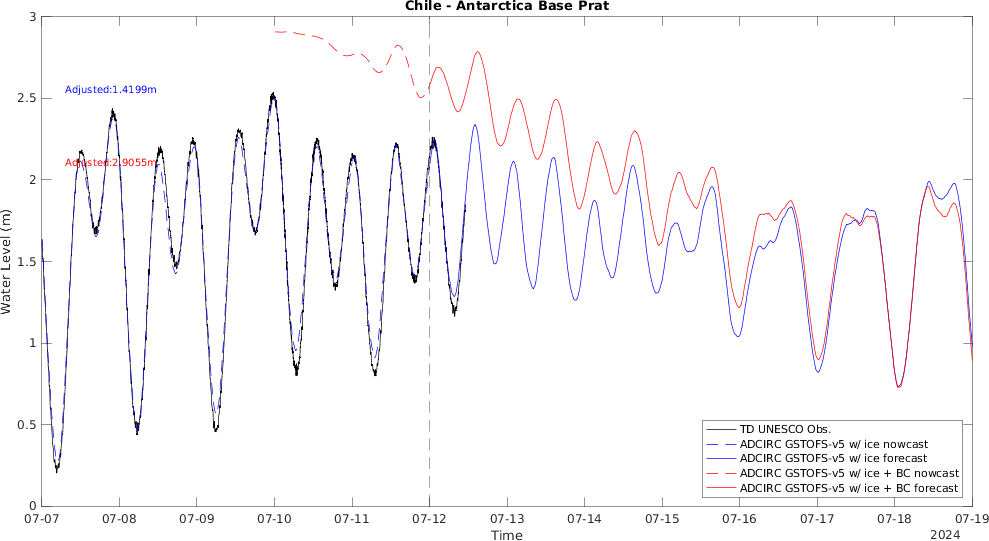 Chile - Antarctica Base Prat
3
2.5
2
1.5
1
0.5
0
Water Level (m)
Adjusted:1.4199m
Adjusted:2.9055m
TD UNESCO Obs.
ADCIRC GSTOFS-v5 w/ ice nowcast
ADCIRC GSTOFS-v5 w/ ice forecast
ADCIRC GSTOFS-v5 w/ ice + BC nowcast
ADCIRC GSTOFS-v5 w/ ice + BC forecast
07-07 07-08 07-09 07-10 07-11 07-12 07-13 07-14 07-15 07-16 07-17 07-18 07-19
Time
2024